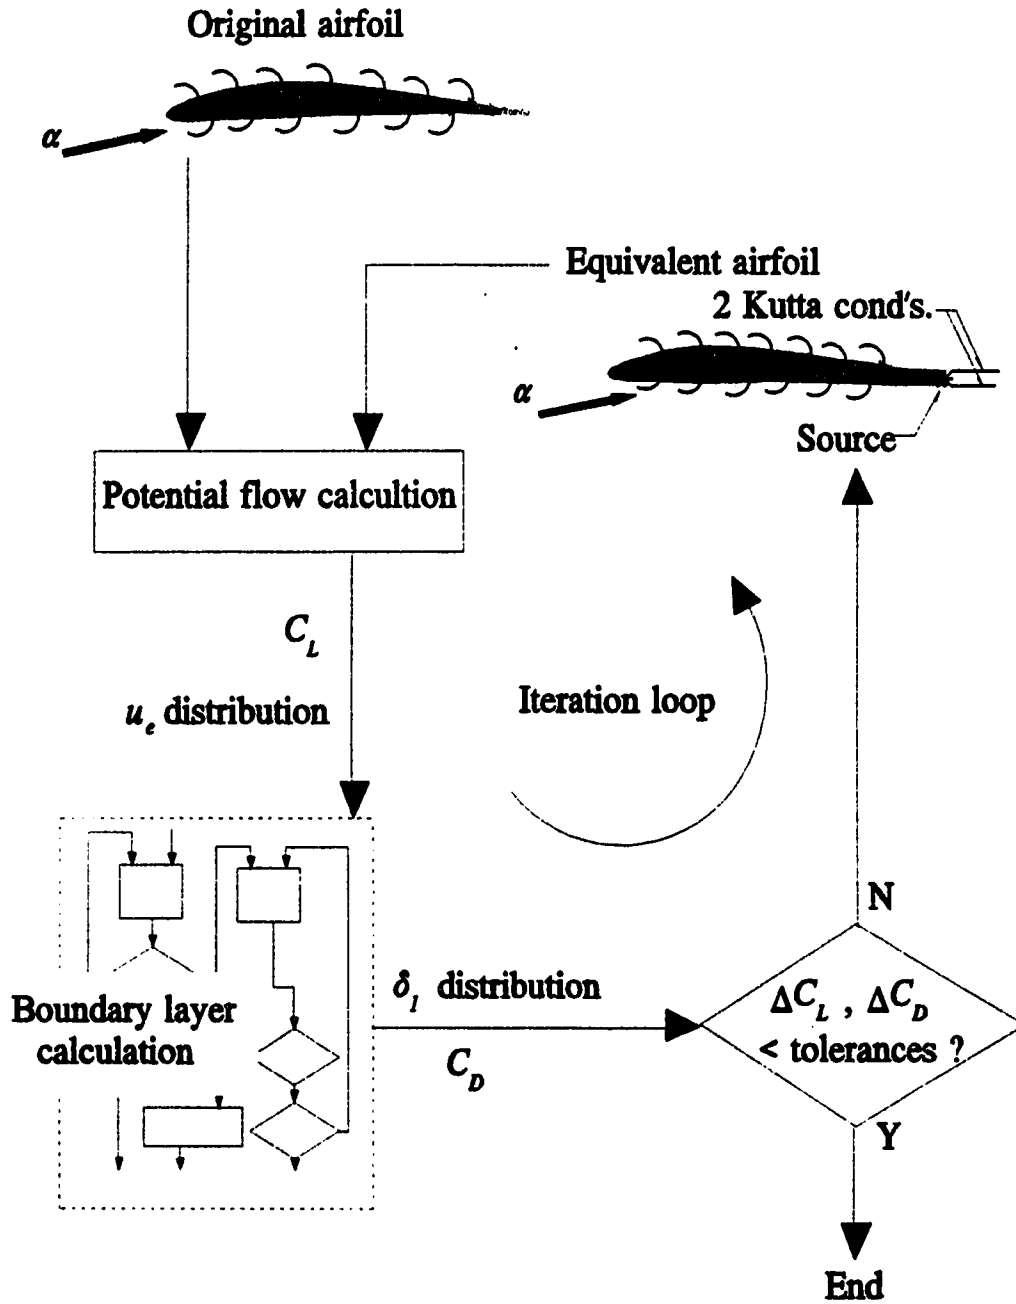 Original airfoil
α
Equivalent airfoil
2 Kutta cond's.
α
Source
Potential flow calcultion
C_L
u_e distribution
Iteration loop
N
Boundary layer
calculation
δ_1 distribution
C_D
ΔC_L , ΔC_D
< tolerances ?
Y
End